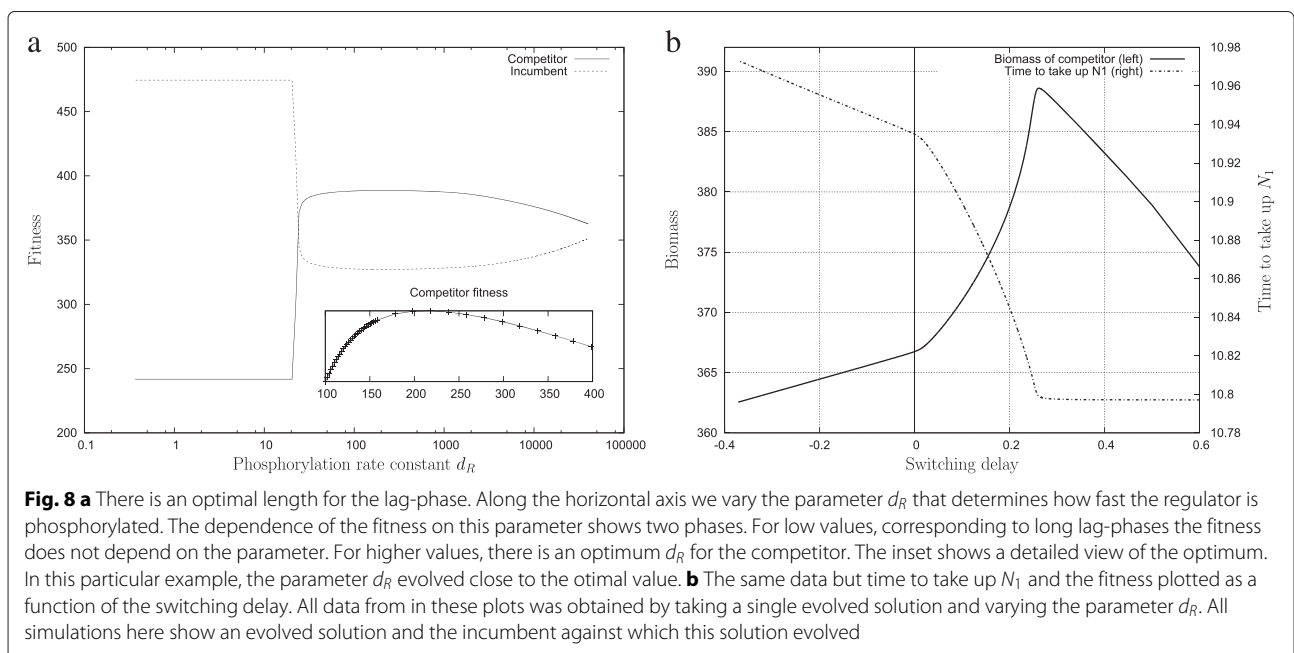 a
500
450
400
350
300
250
200
Fitness
Competitor
Incumbent
Competitor fitness
100 150 200 250 300 350 400
0.1 1 10 100 1000 10000 100000
Phosphorylation rate constant d_R
b
390
385
380
375
370
365
360
Biomass
Biomass of competitor (left)
Time to take up N1 (right)
10.98
10.96
10.94
10.92
10.9
10.88
10.86
10.84
10.82
10.8
10.78
Time to take up N_1
-0.4 -0.2 0 0.2 0.4 0.6
Switching delay
Fig. 8 a There is an optimal length for the lag-phase. Along the horizontal axis we vary the parameter d_R that determines how fast the regulator is
phosphorylated. The dependence of the fitness on this parameter shows two phases. For low values, corresponding to long lag-phases the fitness
does not depend on the parameter. For higher values, there is an optimum d_R for the competitor. The inset shows a detailed view of the optimum.
In this particular example, the parameter d_R evolved close to the otimal value. b The same data but time to take up N_1 and the fitness plotted as a
function of the switching delay. All data from in these plots was obtained by taking a single evolved solution and varying the parameter d_R. All
simulations here show an evolved solution and the incumbent against which this solution evolved